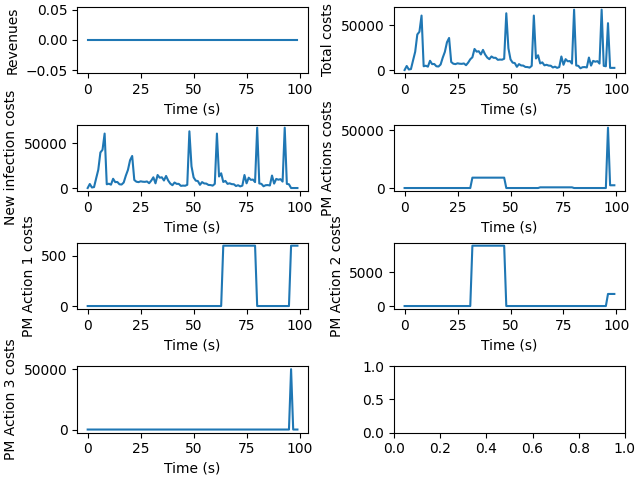 Revenues
0.05
0.00
−0.05
0 25 50 75 100
Time (s)
Total costs
50000
0
0 25 50 75 100
Time (s)
New infection costs
50000
0
0 25 50 75 100
Time (s)
PM Actions costs
50000
0
0 25 50 75 100
Time (s)
PM Action 1 costs
500
0
0 25 50 75 100
Time (s)
PM Action 2 costs
5000
0
0 25 50 75 100
Time (s)
PM Action 3 costs
50000
0
0 25 50 75 100
Time (s)
1.0
0.5
0.0
0.0 0.2 0.4 0.6 0.8 1.0